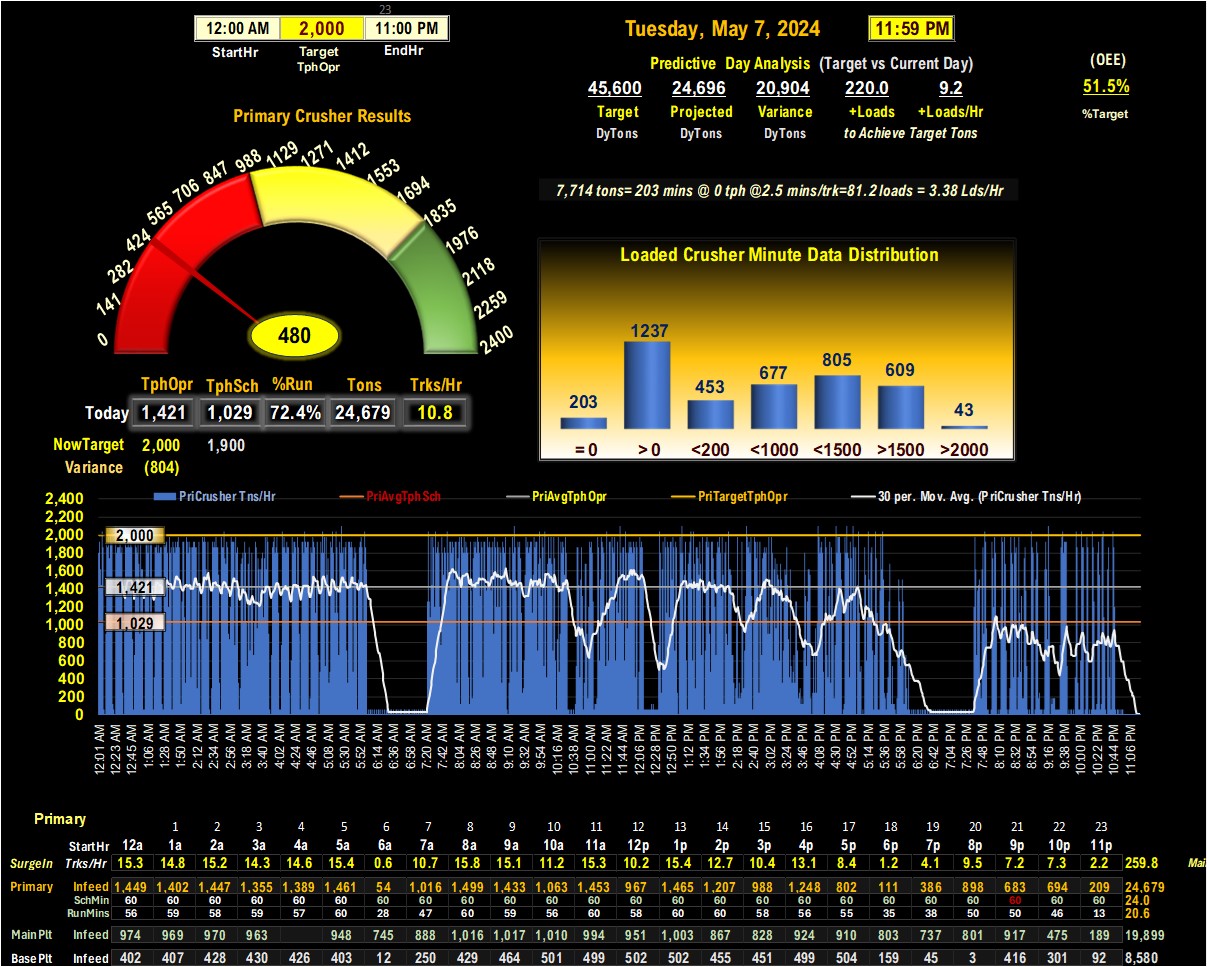 23
12:00 AM 2,000 11:00 PM
StartHr Target TphOpr EndHr
Tuesday, May 7, 2024 11:59 PM
Predictive Day Analysis (Target vs Current Day)
(OEE)
45,600 24,696 20,904 220.0 9.2
51.5%
Target Projected Variance +Loads +Loads/Hr
%Target
DyTons DyTons DyTons to Achieve Target Tons
Primary Crusher Results
0 141 282 424 565 706 847 988 1129 1271 1412 1553 1694 1835 1976 2118 2259 2400
480
7,714 tons= 203 mins @ 0 tph @2.5 mins/trk=81.2 loads = 3.38 Lds/Hr
Loaded Crusher Minute Data Distribution
203 1237 453 677 805 609 43
= 0 > 0 <200 <1000 <1500 >1500 >2000
TphOpr TphSch %Run Tons Trks/Hr
Today 1,421 1,029 72.4% 24,679 10.8
NowTarget 2,000 1,900
Variance (804)
PriCrusher Tns/Hr PriAvgTphSch PriAvgTphOpr PriTargetTphOpr 30 per. Mov. Avg. (PriCrusher Tns/Hr)
2,400
2,200
2,000
1,800
1,600
1,400
1,200
1,000
800
600
400
200
0
2,000
1,421
1,029
12:01 AM 12:23 AM 12:45 AM 1:06 AM 1:28 AM 1:50 AM 2:12 AM 2:34 AM 2:56 AM 3:18 AM 3:40 AM 4:02 AM 4:24 AM 4:46 AM 5:08 AM 5:30 AM 5:52 AM 6:14 AM 6:36 AM 6:58 AM 7:20 AM 7:42 AM 8:04 AM 8:26 AM 8:48 AM 9:10 AM 9:32 AM 9:54 AM 10:16 AM 10:38 AM 11:00 AM 11:22 AM 11:44 AM 12:06 PM 12:28 PM 12:50 PM 1:12 PM 1:34 PM 1:56 PM 2:18 PM 2:40 PM 3:02 PM 3:24 PM 3:46 PM 4:08 PM 4:30 PM 4:52 PM 5:14 PM 5:36 PM 5:58 PM 6:20 PM 6:42 PM 7:04 PM 7:26 PM 7:48 PM 8:10 PM 8:32 PM 8:54 PM 9:16 PM 9:38 PM 10:00 PM 10:22 PM 10:44 PM 11:06 PM
Primary
1 2 3 4 5 6 7 8 9 10 11 12 13 14 15 16 17 18 19 20 21 22 23
StartHr 12a 1a 2a 3a 4a 5a 6a 7a 8a 9a 10a 11a 12p 1p 2p 3p 4p 5p 6p 7p 8p 9p 10p 11p
SurgeIn Trks/Hr 15.3 14.8 15.2 14.3 14.6 15.4 0.6 10.7 15.8 15.1 11.2 15.3 10.2 15.4 12.7 10.4 13.1 8.4 1.2 4.1 9.5 7.2 7.3 2.2 259.8
Primary Infeed 1,449 1,402 1,447 1,355 1,389 1,461 54 1,016 1,499 1,433 1,063 1,453 967 1,465 1,207 988 1,248 802 111 386 898 683 694 209 24,679
SchMin 60 60 60 60 60 60 60 60 60 60 60 60 60 60 60 60 60 60 60 60 60 60 60 60 24.0
RunMins 56 59 58 59 57 60 28 47 60 59 56 60 58 60 60 58 56 55 35 38 50 50 46 13 20.6
MainPlt Infeed 974 969 970 963 948 745 888 1,016 1,017 1,010 994 951 1,003 867 828 924 910 803 737 801 917 475 189 19,899
BasePlt Infeed 402 407 428 430 426 403 12 250 429 464 501 499 502 502 455 451 499 504 159 45 3 416 301 92 8,580